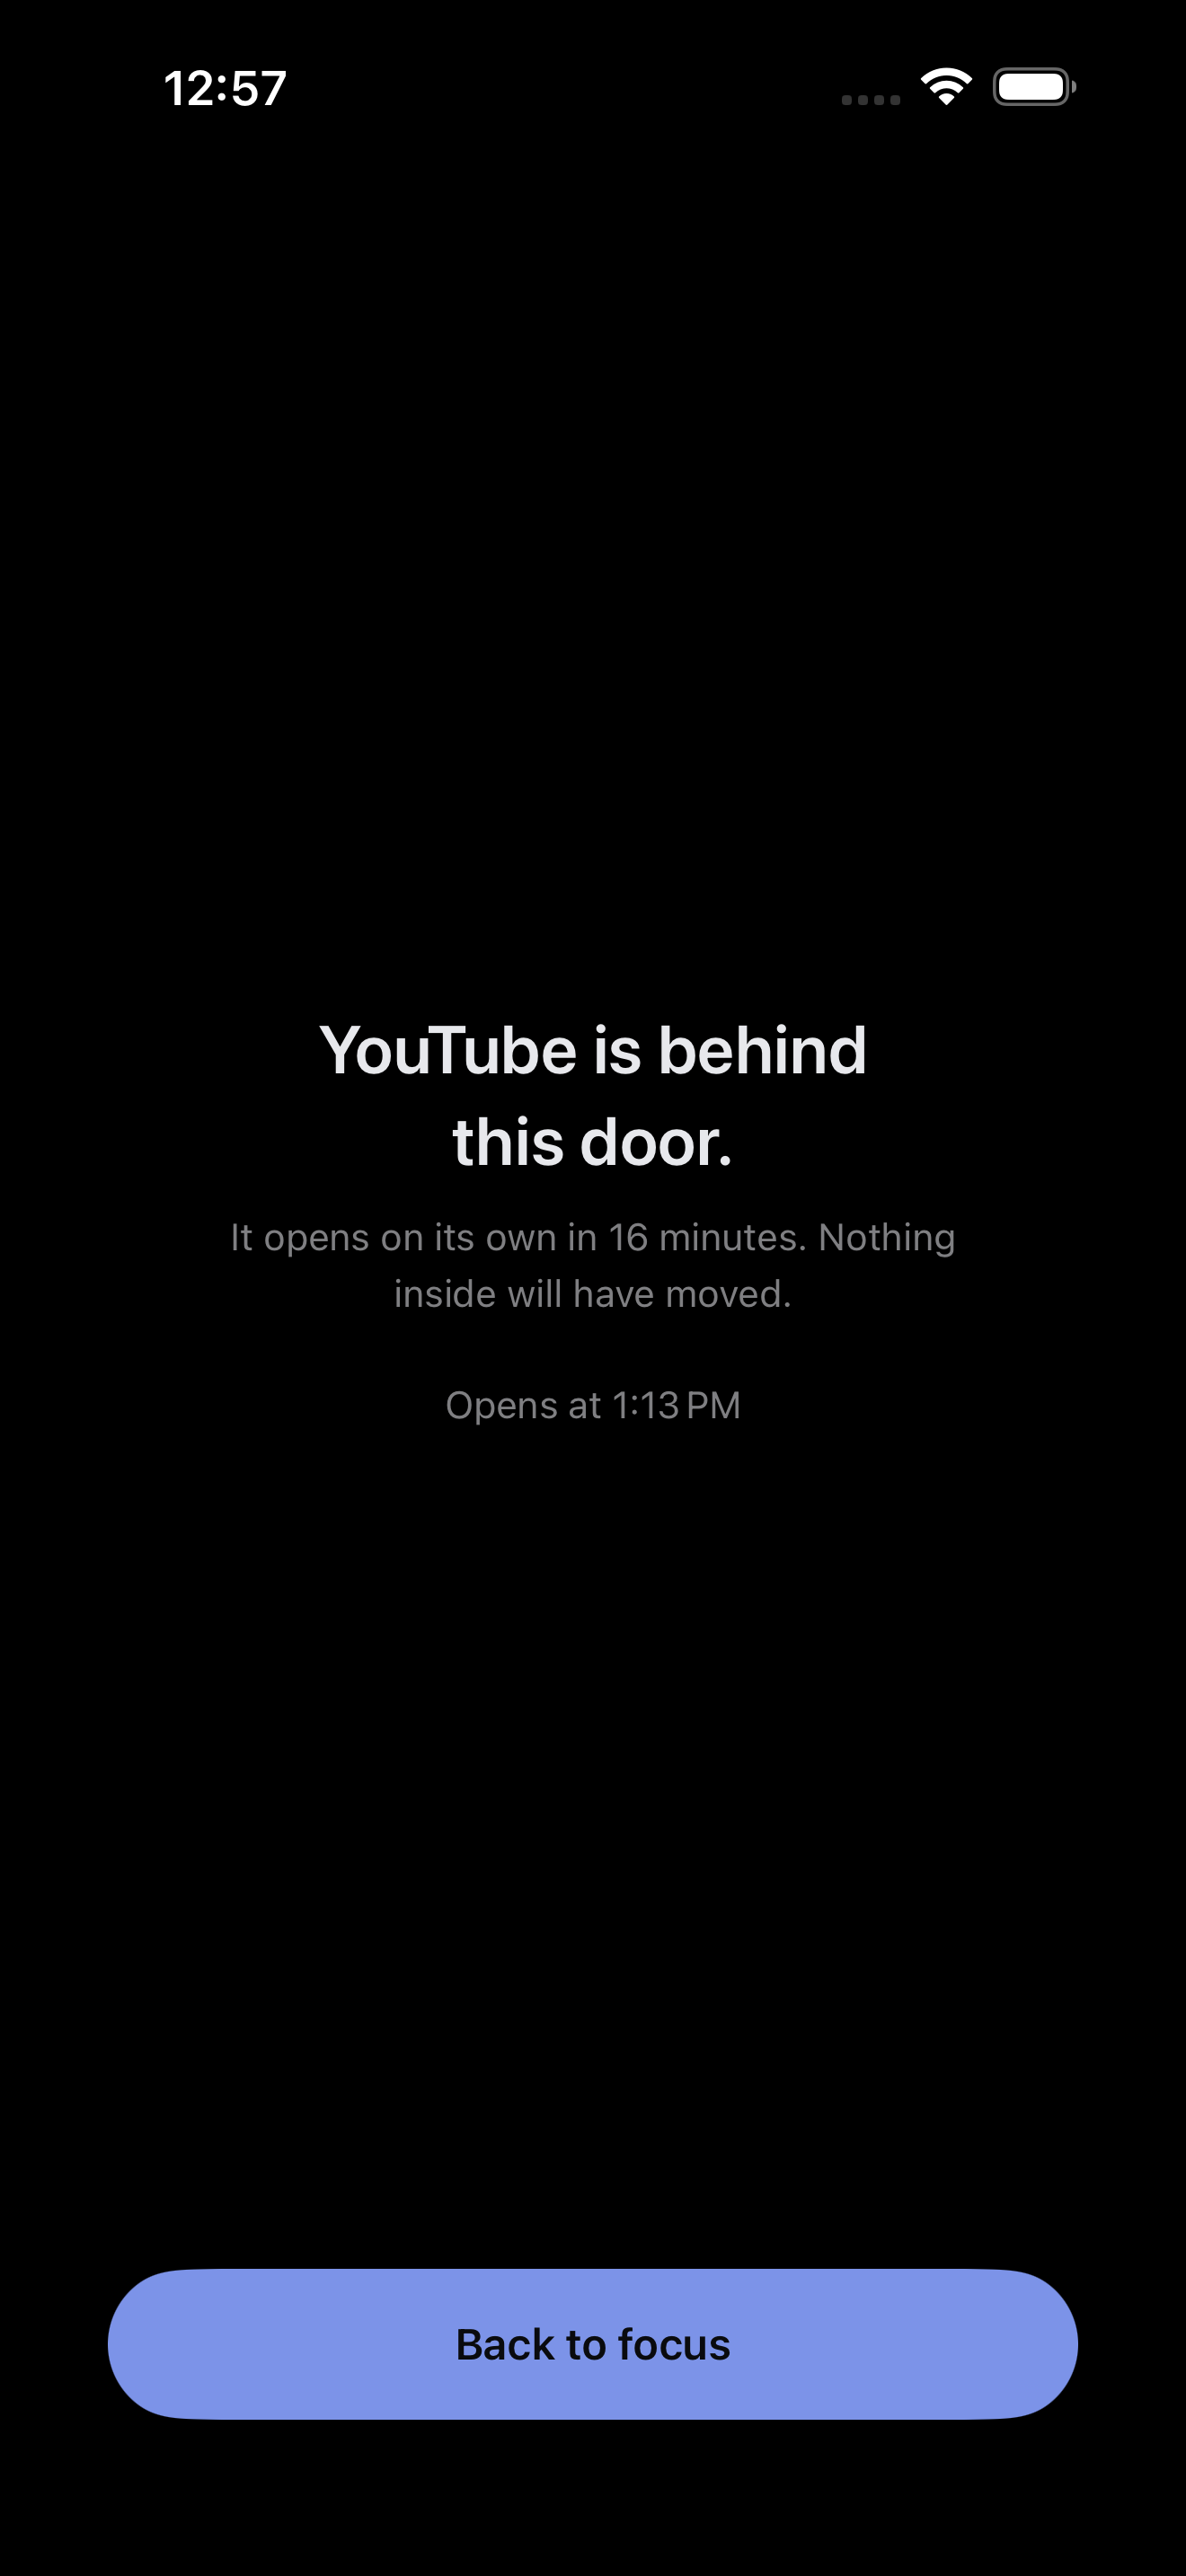 12:57
YouTube is behind
this door.
It opens on its own in 16 minutes. Nothing
inside will have moved.
Opens at 1:13 PM
Back to focus